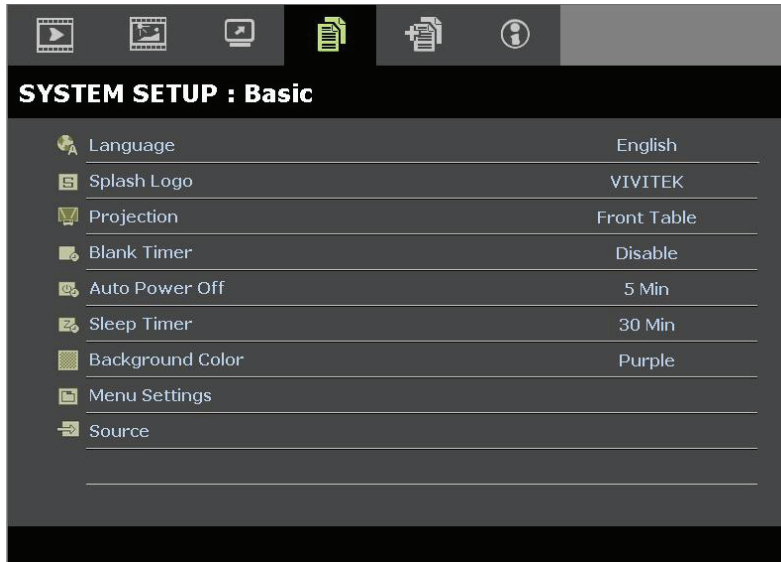 SYSTEM SETUP : Basic
Language English
Splash Logo VIVITEK
Projection Front Table
Blank Timer Disable
Auto Power Off 5 Min
Sleep Timer 30 Min
Background Color Purple
Menu Settings
Source